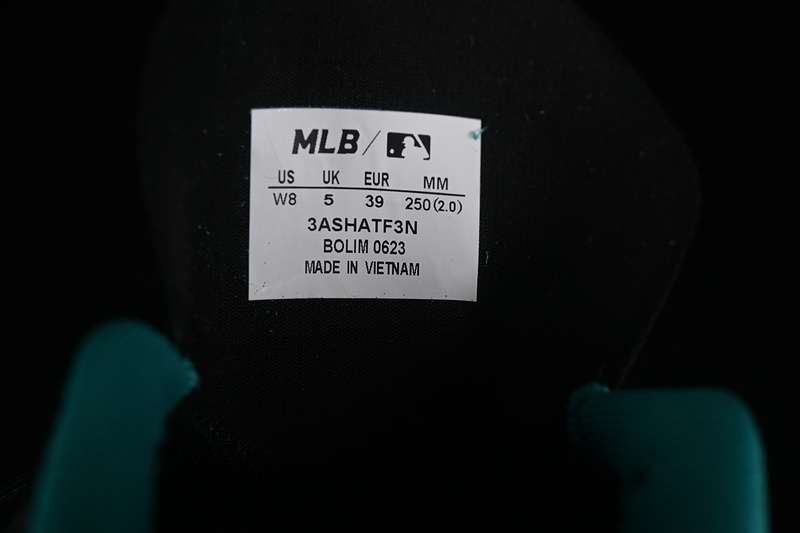 MLB/
US UK EUR MM
W8 5 39 250(2.0)
3ASHATF3N
BOLIM 0623
MADE IN VIETNAM